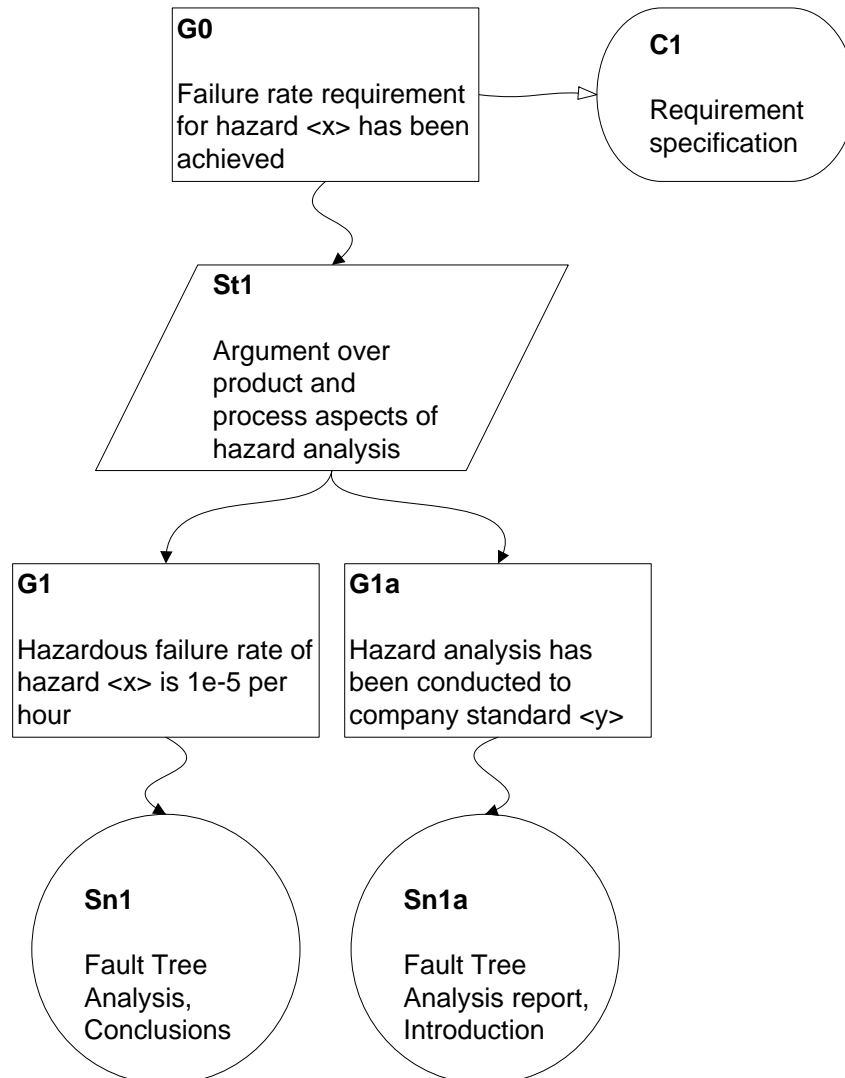 G0
Failure rate requirement
for hazard <x> has been
achieved
C1
Requirement
specification
St1
Argument over
product and
process aspects of
hazard analysis
G1
Hazardous failure rate of
hazard <x> is 1e-5 per
hour
G1a
Hazard analysis has
been conducted to
company standard <y>
Sn1
Fault Tree
Analysis,
Conclusions
Sn1a
Fault Tree
Analysis report,
Introduction